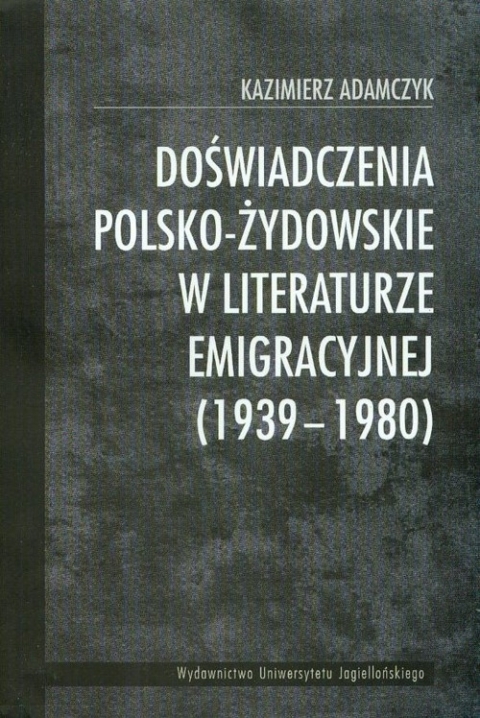 KAZIMIERZ ADAMCZYK
DOŚWIADCZENIA
POLSKO-ŻYDOWSKIE
W LITERATURZE
EMIGRACYJNEJ
(1939 – 1980)
Wydawnictwo Uniwersytetu Jagiellońskiego